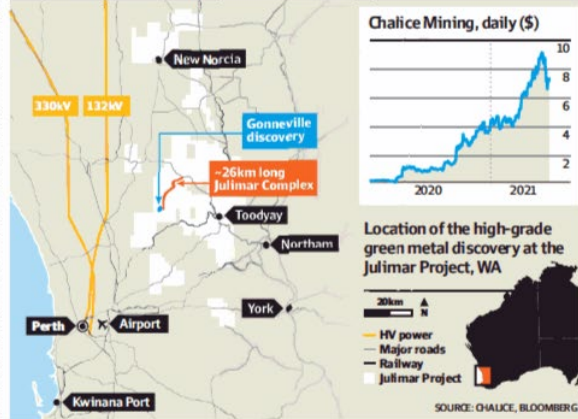 New Norcia
330kV
132kV
Gonneville
discovery
~26km long
Julimar Complex
Toodyay
Northam
York
Perth
Airport
Kwinana Port
Chalice Mining, daily ($)
10
8
6
4
2
2020
2021
Location of the high-grade
green metal discovery at the
Julimar Project, WA
20km
N
HV power
Major roads
Railway
Julimar Project
SOURCE: CHALICE, BLOOMBERG